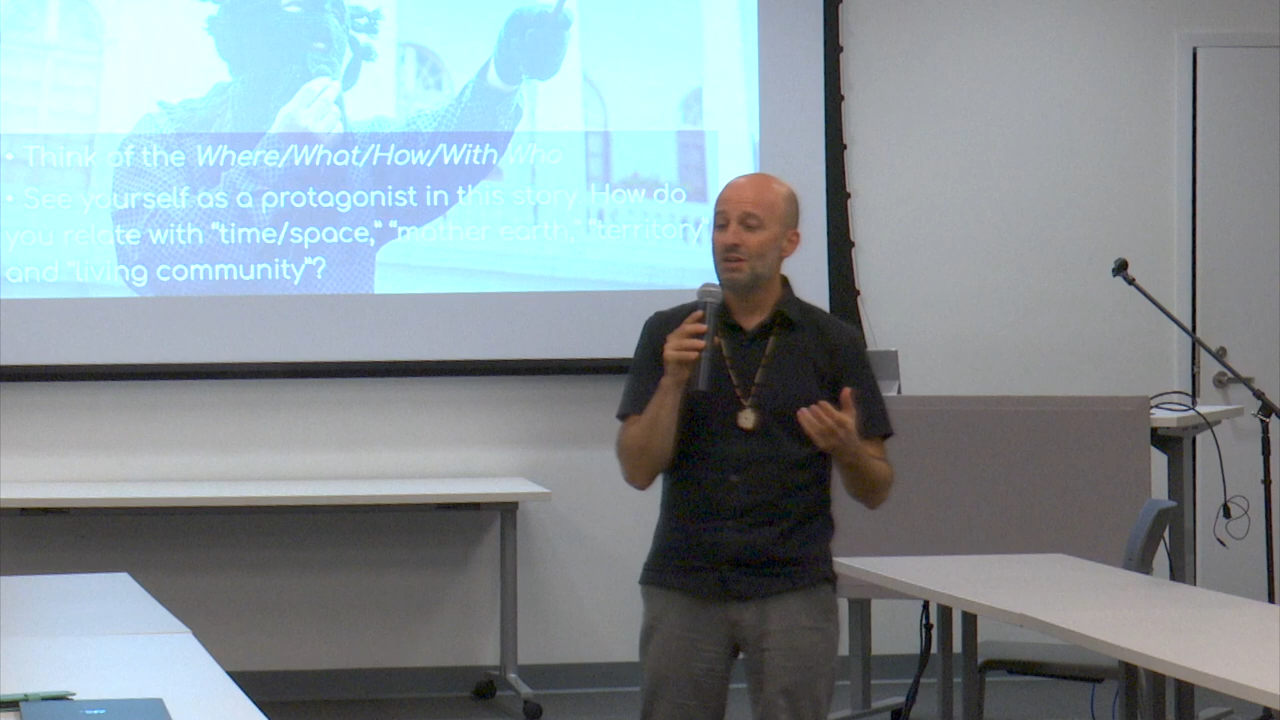 • Think of the Where/What/How/With Who
• See yourself as a protagonist in this story. How do
you relate with “time/space,” “mother earth,” “territory”
and “living community”?